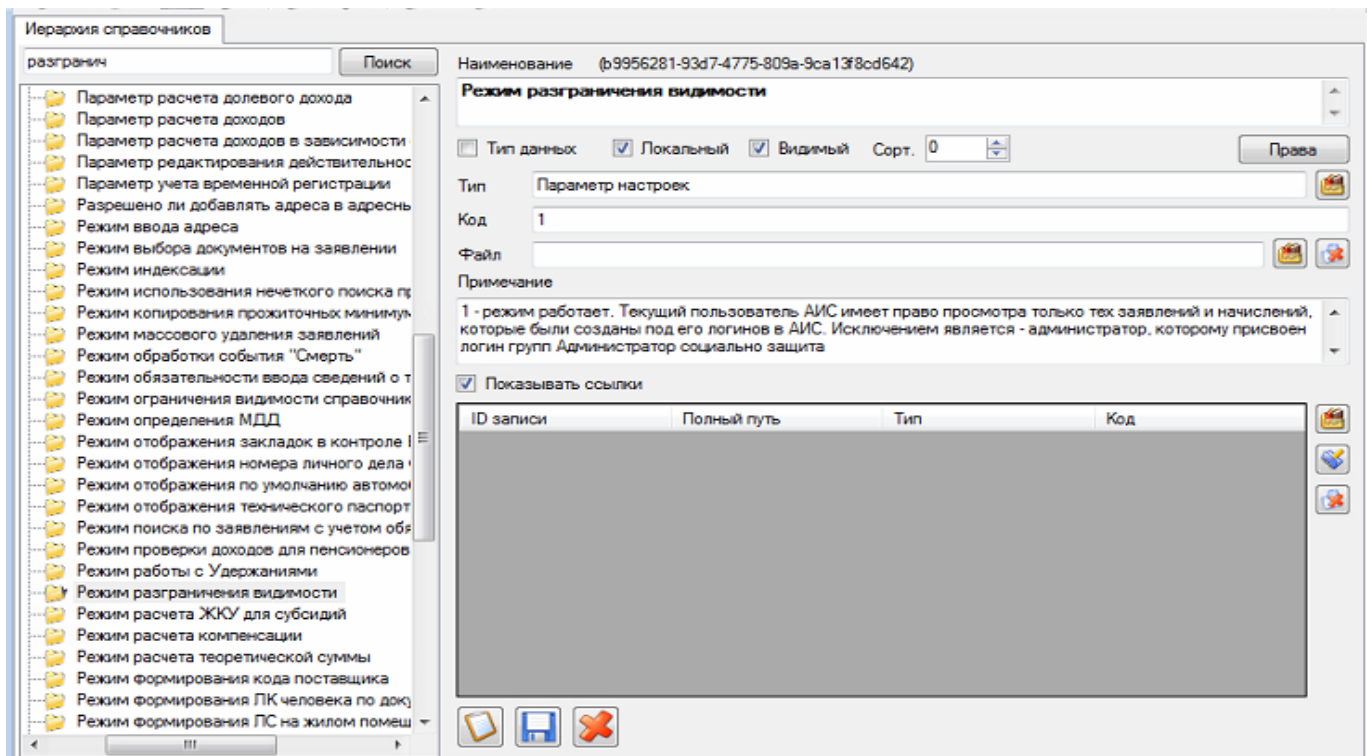 Иерархия справочников
разгранич
Поиск
Параметр расчета долевого дохода
Параметр расчета доходов
Параметр расчета доходов в зависимости
Параметр редактирования действительнос
Параметр учета временной регистрации
Разрешено ли добавлять адреса в адреснь
Режим ввода адреса
Режим выбора документов на заявлении
Режим индексации
Режим использования нечеткого поиска пр
Режим копирования прожиточных минимум
Режим массового удаления заявлений
Режим обработки события "Смерть"
Режим обязательности ввода сведений о т
Режим ограничения видимости справочник
Режим определения МДД
Режим отображения закладок в контроле
Режим отображения номера личного дела
Режим отображения по умолчанию автомо
Режим отображения технического паспорт
Режим поиска по заявлениям с учетом обя
Режим проверки доходов для пенсионеров
Режим работы с Удержаниями
Режим разграничения видимости
Режим расчета ЖКУ для субсидий
Режим расчета компенсации
Режим расчета теоретической суммы
Режим формирования кода поставщика
Режим формирования ПК человека по доку
Режим формирования ЛС на жилом помещ
Наименование (b9956281-93d7-4775-809a-9ca13f8cd642)
Режим разграничения видимости
Тип данных Локальный Видимый Сорт. 0 Права
Тип Параметр настроек
Код 1
Файл
Примечание
1 - режим работает. Текущий пользователь АИС имеет право просмотра только тех заявлений и начислений,
которые были созданы под его логинов в АИС. Исключением является - администратор, которому присвоен
логин групп Администратор социально защита
Показывать ссылки
ID записи Полный путь Тип Код